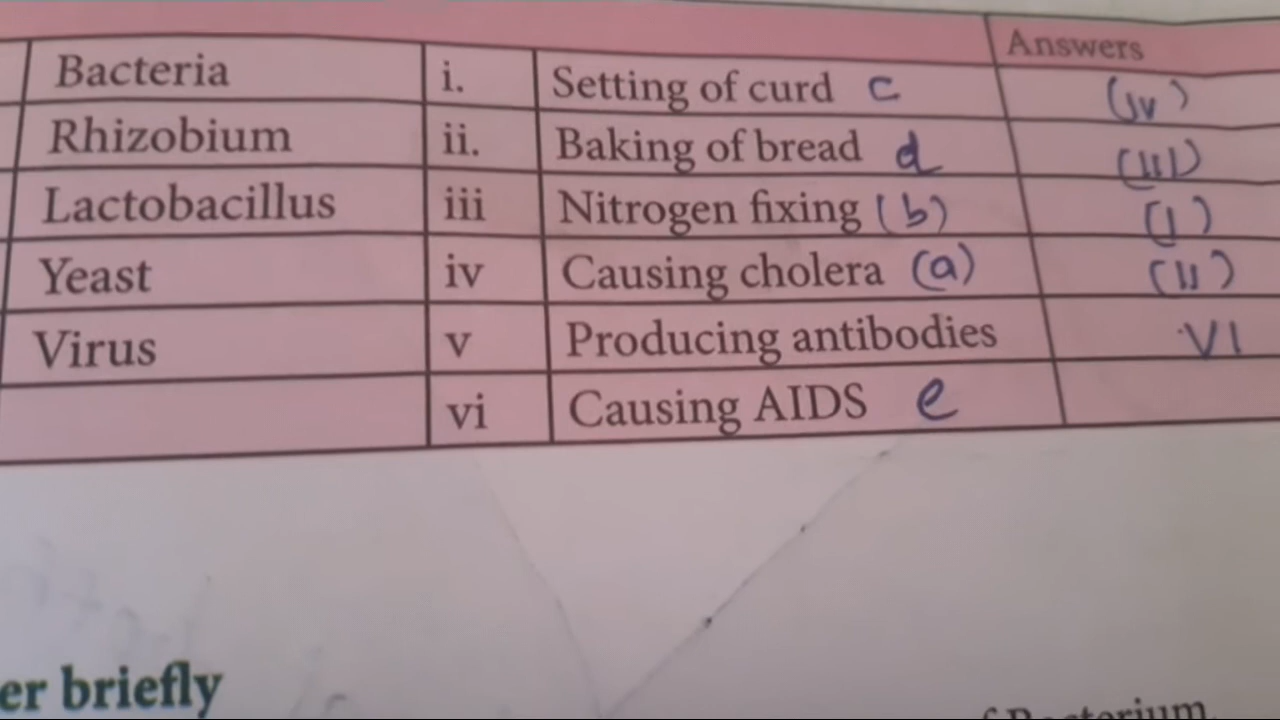 Answers
Bacteria i. Setting of curd c (iv)
Rhizobium ii. Baking of bread d (III)
Lactobacillus iii Nitrogen fixing (b) (I)
Yeast iv Causing cholera (a) (II)
Virus v Producing antibodies VI
vi Causing AIDS e
er briefly